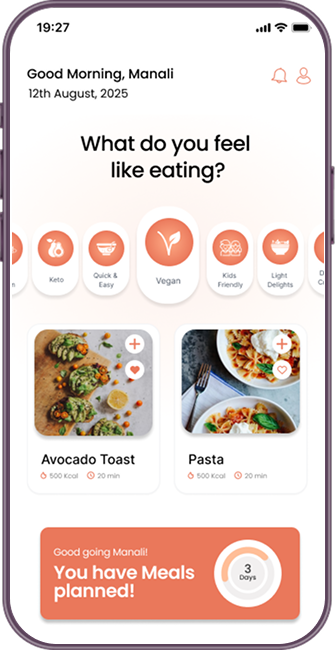 19:27
Good Morning, Manali
12th August, 2025
What do you feel
like eating?
Keto
Quick &
Easy
Vegan
Kids
Friendly
Light
Delights
Avocado Toast
500 Kcal
20 min
Pasta
500 Kcal
20 min
Good going Manali!
You have Meals
planned!
3
Days